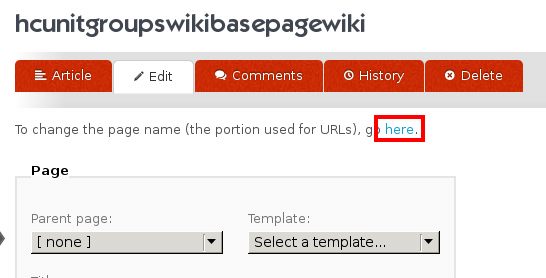 hcunitgroupswikibasepagewiki
Article Edit Comments History Delete
To change the page name (the portion used for URLs), go here.
Page
Parent page: Template:
[ none ] Select a template...